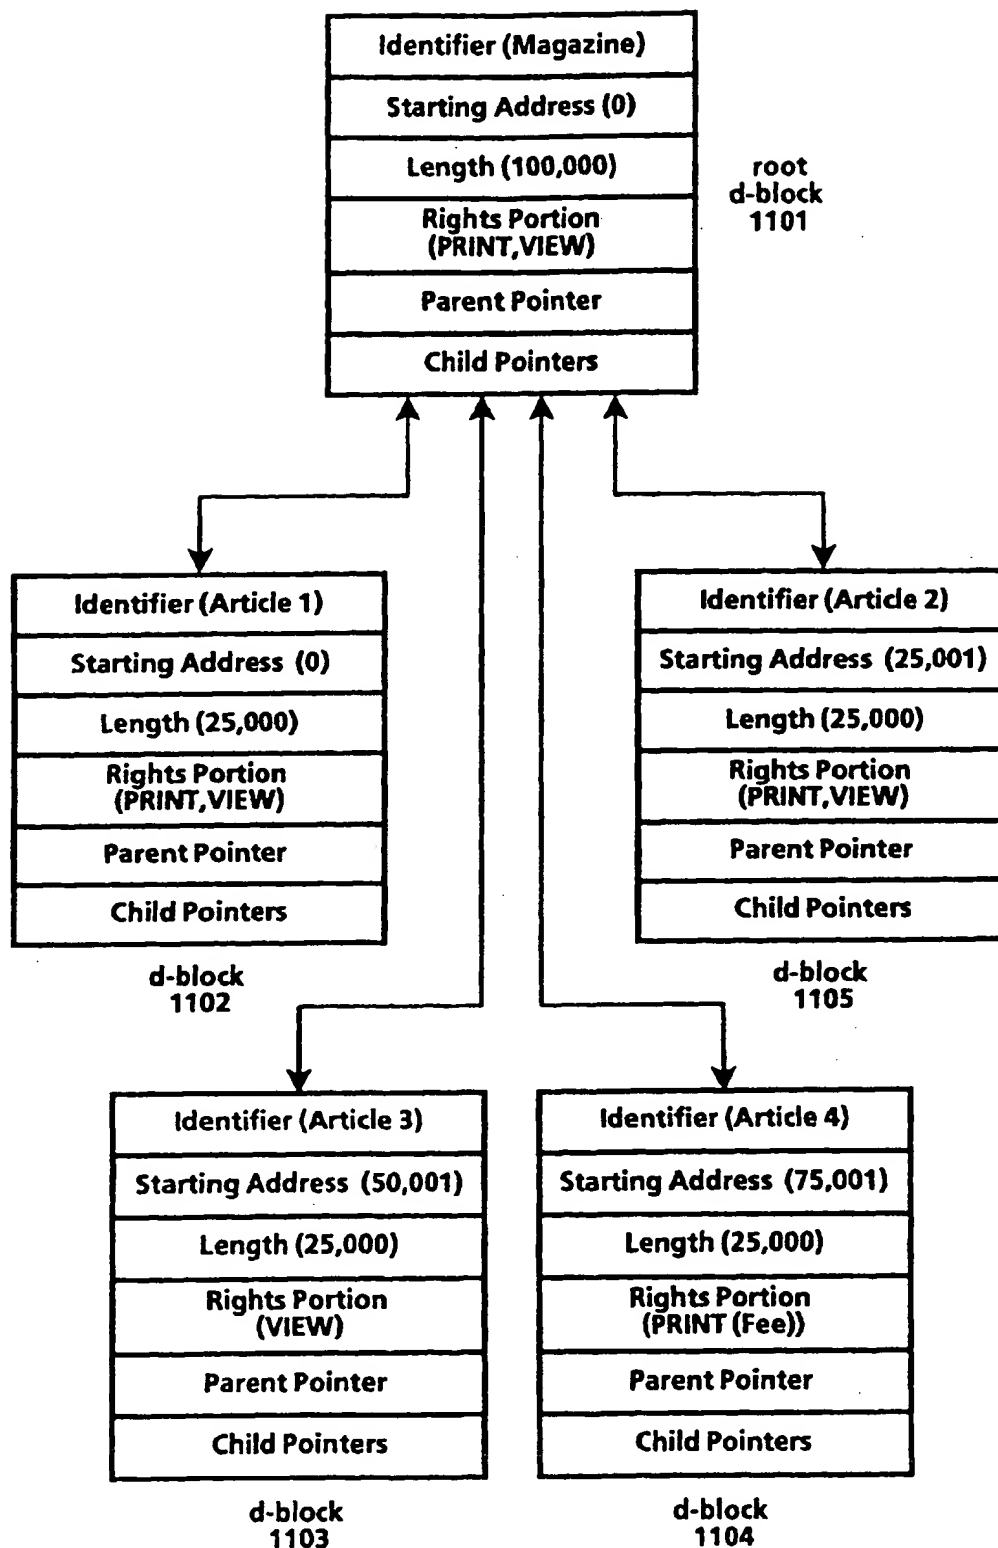 Identifier (Magazine)
Starting Address (0)
Length (100,000)
Rights Portion
(PRINT,VIEW)
Parent Pointer
Child Pointers
root
d-block
1101
Identifier (Article 1)
Starting Address (0)
Length (25,000)
Rights Portion
(PRINT,VIEW)
Parent Pointer
Child Pointers
d-block
1102
Identifier (Article 2)
Starting Address (25,001)
Length (25,000)
Rights Portion
(PRINT,VIEW)
Parent Pointer
Child Pointers
d-block
1105
Identifier (Article 3)
Starting Address (50,001)
Length (25,000)
Rights Portion
(VIEW)
Parent Pointer
Child Pointers
d-block
1103
Identifier (Article 4)
Starting Address (75,001)
Length (25,000)
Rights Portion
(PRINT (Fee))
Parent Pointer
Child Pointers
d-block
1104